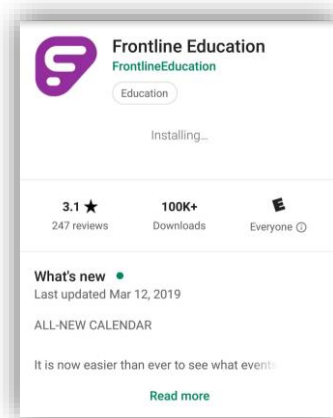 Frontline Education
FrontlineEducation
Education
Installing...
3.1 ★
247 reviews
100K+
Downloads
E
Everyone ⓘ
What's new
Last updated Mar 12, 2019
ALL-NEW CALENDAR
It is now easier than ever to see what events
Read more